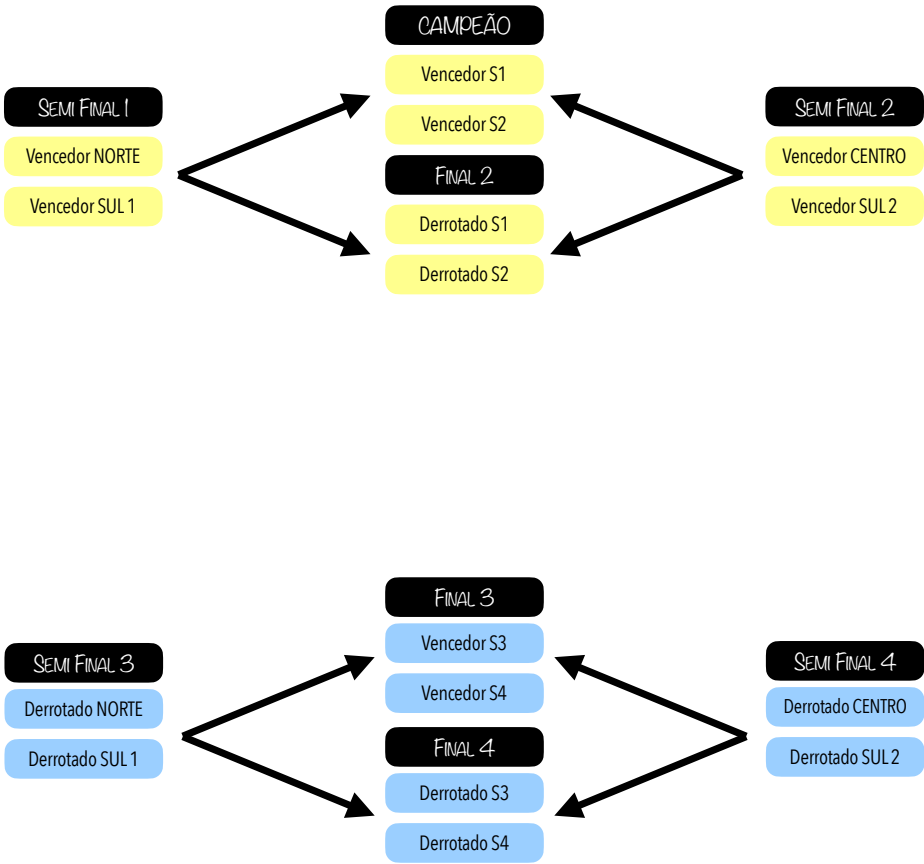 CAMPEÃO
Vencedor S1
Vencedor S2
SEMI FINAL 1
Vencedor NORTE
Vencedor SUL 1
SEMI FINAL 2
Vencedor CENTRO
Vencedor SUL 2
FINAL 2
Derrotado S1
Derrotado S2
FINAL 3
Vencedor S3
Vencedor S4
SEMI FINAL 3
Derrotado NORTE
Derrotado SUL 1
SEMI FINAL 4
Derrotado CENTRO
Derrotado SUL 2
FINAL 4
Derrotado S3
Derrotado S4